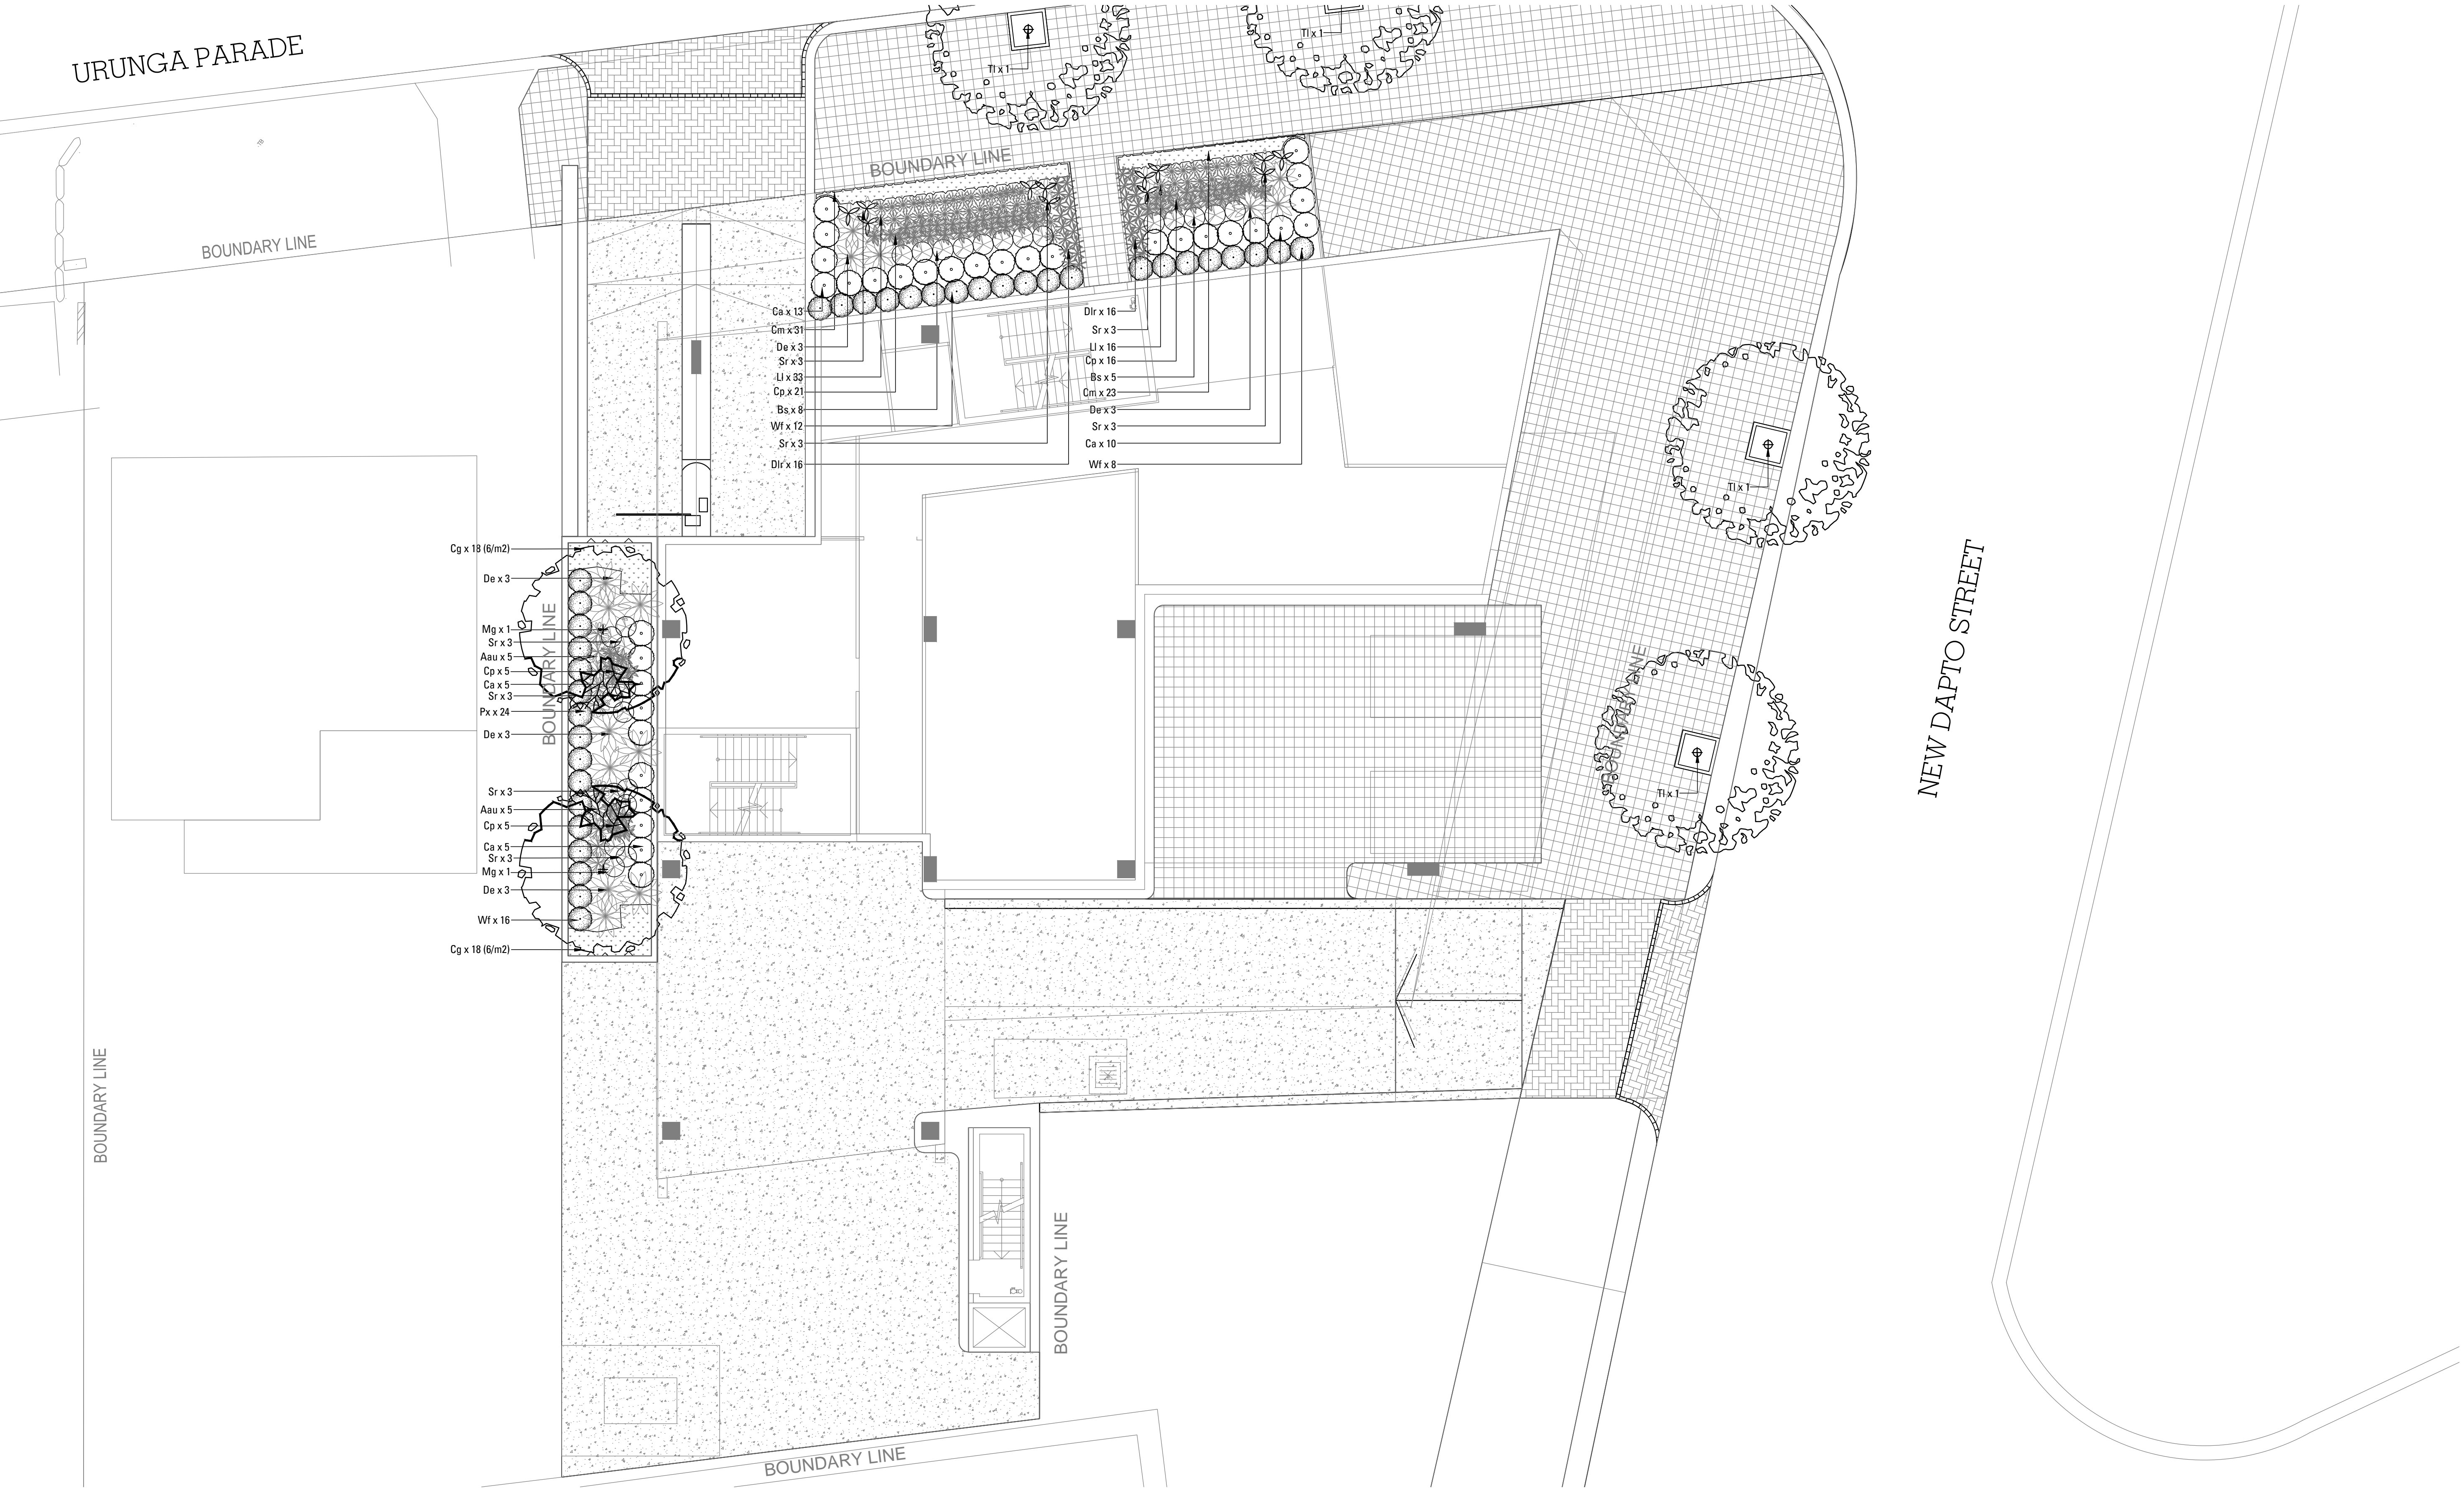 URUNGA PARADE
Tl x 1
Tl x 1
BOUNDARY LINE
BOUNDARY LINE
Ca x 13
Cm x 31
De x 3
Sr x 3
Ll x 33
Cp x 21
Bs x 8
Wf x 12
Sr x 3
Dlr x 16
Dlr x 16
Sr x 3
Ll x 16
Cp x 16
Bs x 5
Cm x 23
De x 3
Sr x 3
Ca x 10
Wf x 8
Tl x 1
Cg x 18 (6/m2)
De x 3
Mg x 1
Sr x 3
Aau x 5
Cp x 5
Ca x 5
Sr x 3
Px x 24
De x 3
Sr x 3
Aau x 5
Cp x 5
Ca x 5
Sr x 3
Mg x 1
De x 3
Wf x 16
Cg x 18 (6/m2)
BOUNDARY LINE
BOUNDARY LINE
Tl x 1
NEW DAPTO STREET
BOUNDARY LINE
BOUNDARY LINE
BOUNDARY LINE